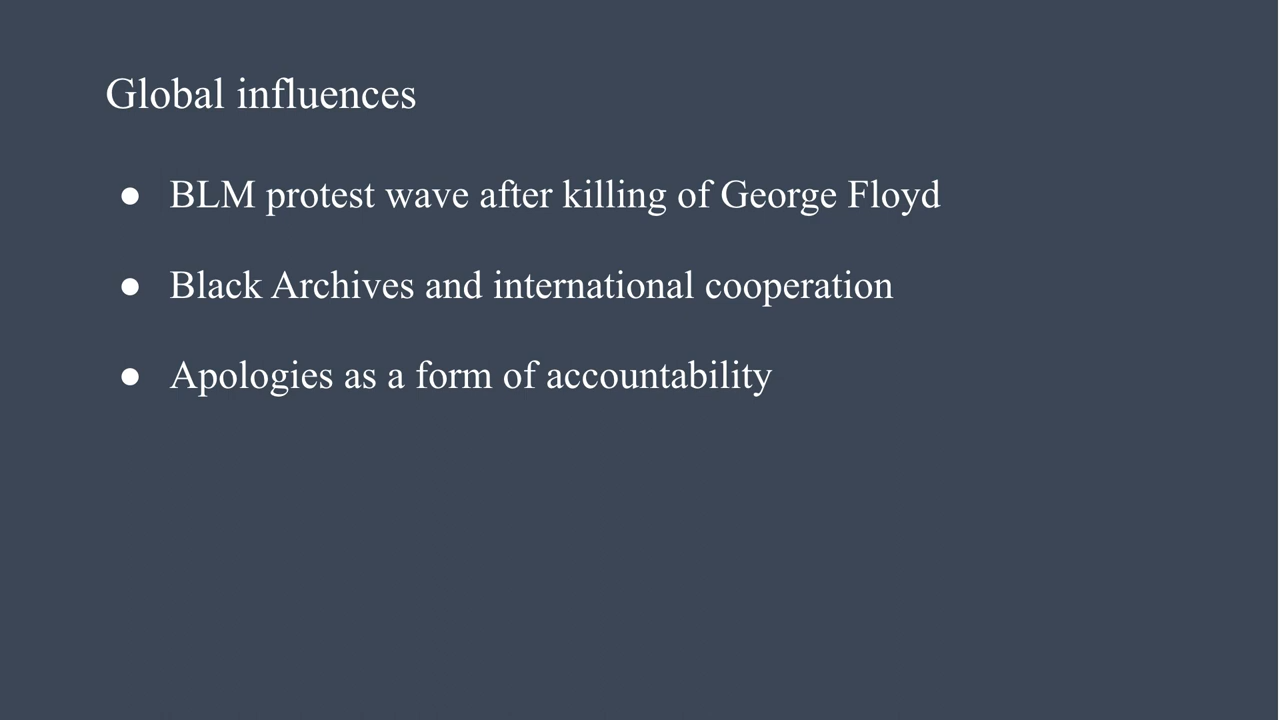 Global influences
● BLM protest wave after killing of George Floyd
● Black Archives and international cooperation
● Apologies as a form of accountability